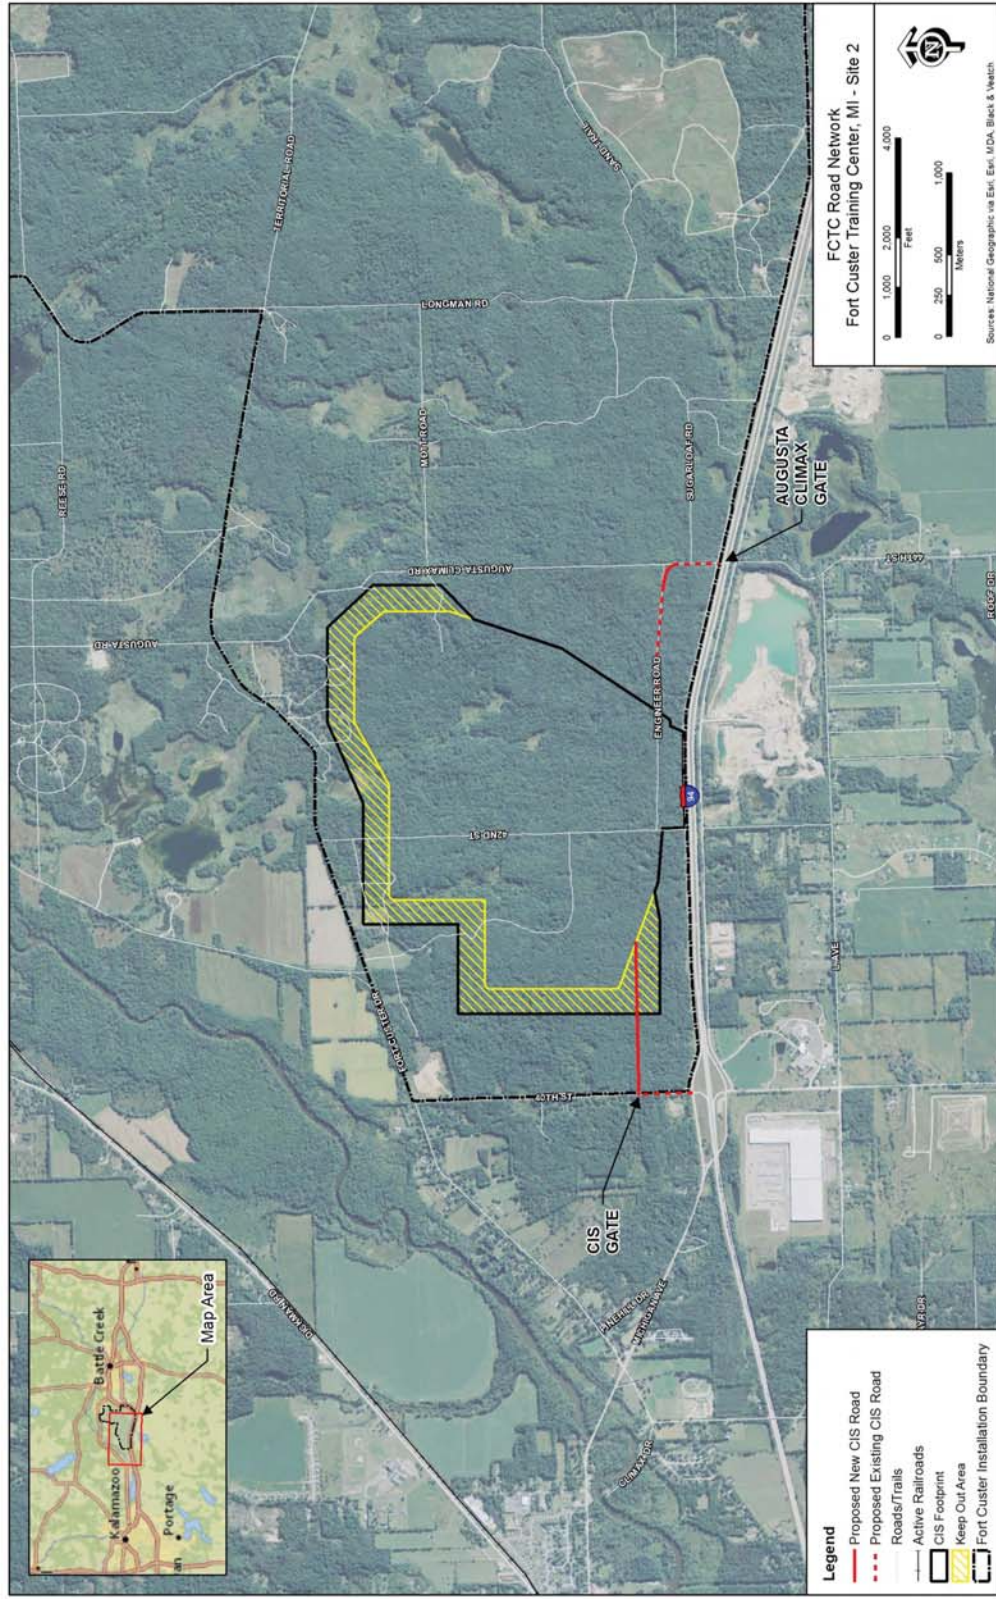 Kalamazoo
Battle Creek
Portage
an
Map Area
DICKMAN RD
REESE RD
AUGUSTA RD
TERRITORIAL ROAD
FORT CUSTER DR
LONGMAN RD
MOTT ROAD
AUGUSTA CLIMAX RD
42ND ST
40TH ST
SAND TRAIL
CIS
GATE
ENGINEER ROAD
SUGARLOAF RD
94
PINEHILL DR
MICHIGAN AVE
CLIMAX DR
AUGUSTA
CLIMAX
GATE
L AVE
44TH ST
Legend
Proposed New CIS Road
Proposed Existing CIS Road
Roads/Trails
Active Railroads
CIS Footprint
Keep Out Area
Fort Custer Installation Boundary
FCTC Road Network
Fort Custer Training Center, MI - Site 2
0 1,000 2,000 4,000
Feet
0 250 500 1,000
Meters
N
Sources: National Geographic via Esri, Esri, MDA, Black & Veatch